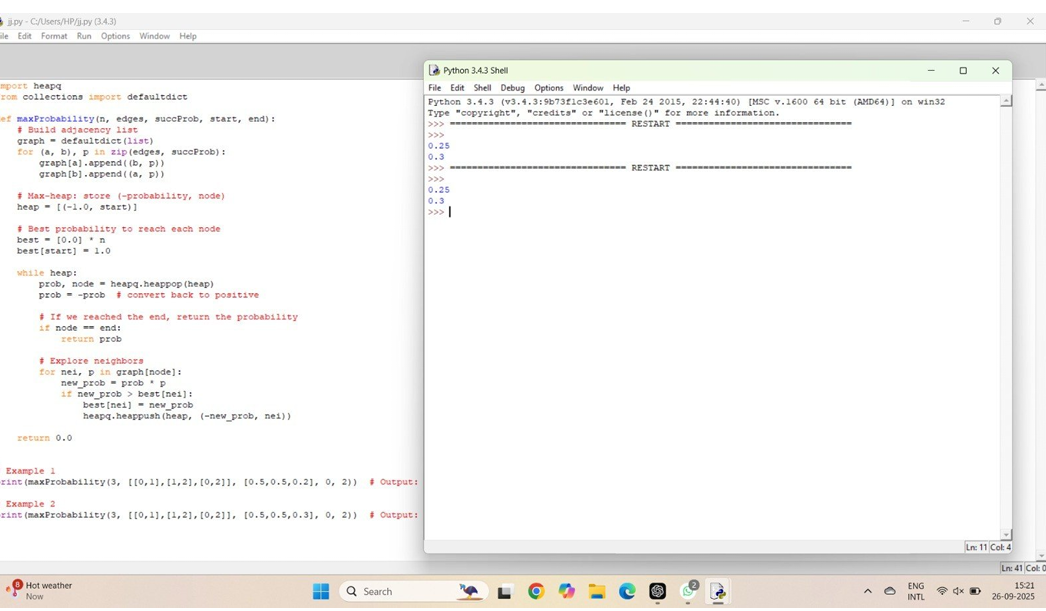 jj.py - C:/Users/HP/jj.py (3.4.3)
ile Edit Format Run Options Window Help
mport heapq
rom collections import defaultdict
ef maxProbability(n, edges, succProb, start, end):
# Build adjacency list
graph = defaultdict(list)
for (a, b), p in zip(edges, succProb):
graph[a].append((b, p))
graph[b].append((a, p))
# Max-heap: store (-probability, node)
heap = [(-1.0, start)]
# Best probability to reach each node
best = [0.0] * n
best[start] = 1.0
while heap:
prob, node = heapq.heappop(heap)
prob = -prob # convert back to positive
# If we reached the end, return the probability
if node == end:
return prob
# Explore neighbors
for nei, p in graph[node]:
new_prob = prob * p
if new_prob > best[nei]:
best[nei] = new_prob
heapq.heappush(heap, (-new_prob, nei))
return 0.0
Example 1
rint(maxProbability(3, [[0,1],[1,2],[0,2]], [0.5,0.5,0.2], 0, 2)) # Output:
Example 2
rint(maxProbability(3, [[0,1],[1,2],[0,2]], [0.5,0.5,0.3], 0, 2)) # Output:
Python 3.4.3 Shell
File Edit Shell Debug Options Window Help
Python 3.4.3 (v3.4.3:9b73f1c3e601, Feb 24 2015, 22:44:40) [MSC v.1600 64 bit (AMD64)] on win32
Type "copyright", "credits" or "license()" for more information.
>>> ================================ RESTART ================================
>>>
0.25
0.3
>>> ================================ RESTART ================================
>>>
0.25
0.3
>>>
Ln: 11 Col: 4
Ln: 41 Col: 0
8
Hot weather
Now
Search
2
ENG
INTL
15:21
26-09-2025